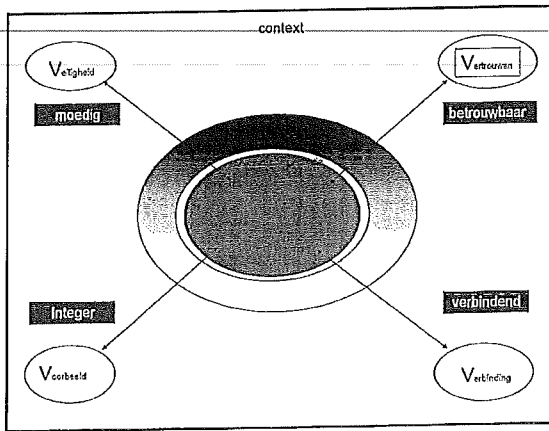 context
Veiligheid
Vertrouwen
moedig
betrouwbaar
Integer
verbindend
Voorbeeld
Verbinding